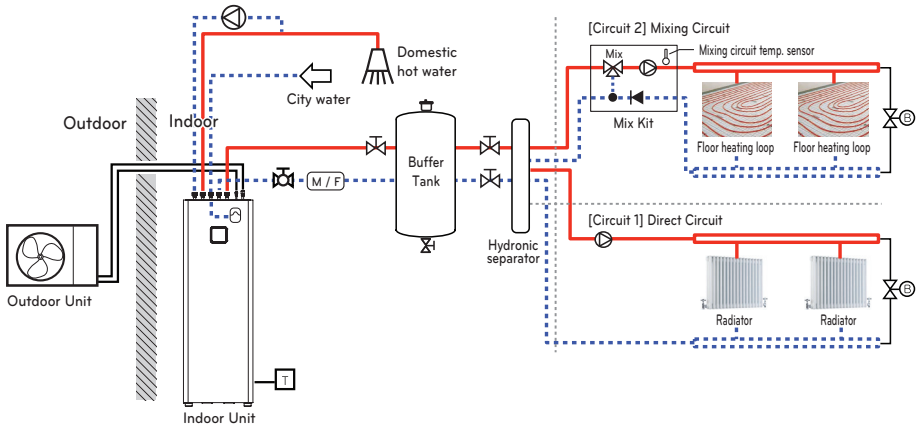 [Circuit 2] Mixing Circuit
Mix
Mixing circuit temp. sensor
Domestic
hot water
City water
Mix Kit
Outdoor
Indoor
B
Floor heating loop
Floor heating loop
Buffer
Tank
M / F
[Circuit 1] Direct Circuit
Hydronic
separator
B
Outdoor Unit
Radiator
Radiator
T
Indoor Unit